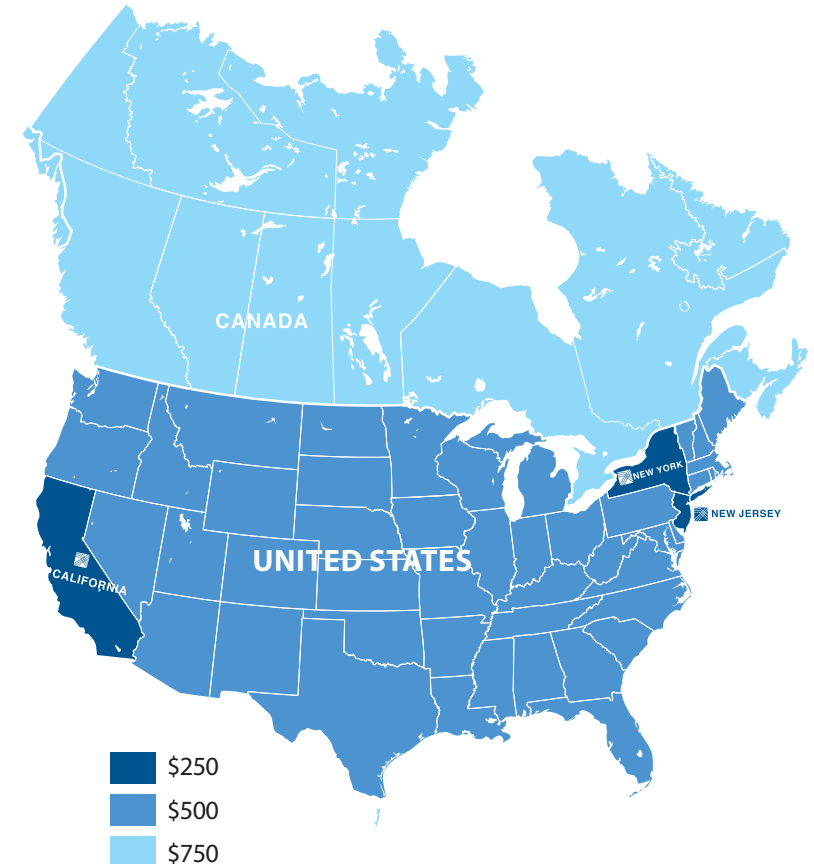 CANADA
NEW YORK
NEW JERSEY
UNITED STATES
CALIFORNIA
$250
$500
$750